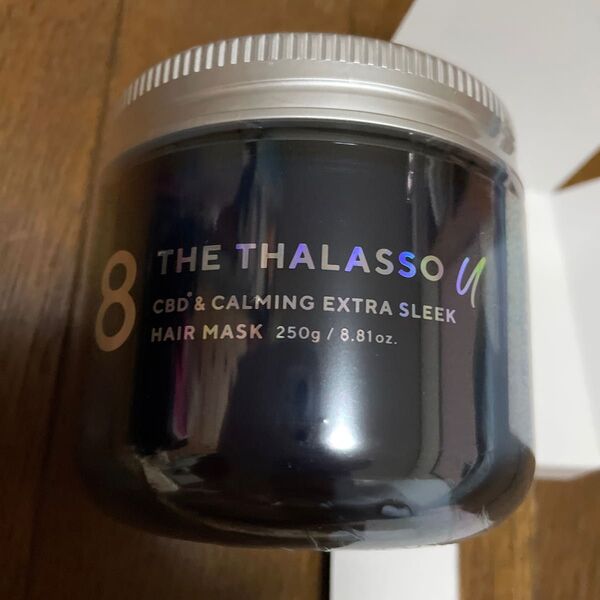 8 THE THALASSO u
CBD* & CALMING EXTRA SLEEK
HAIR MASK 250g / 8.81oz.